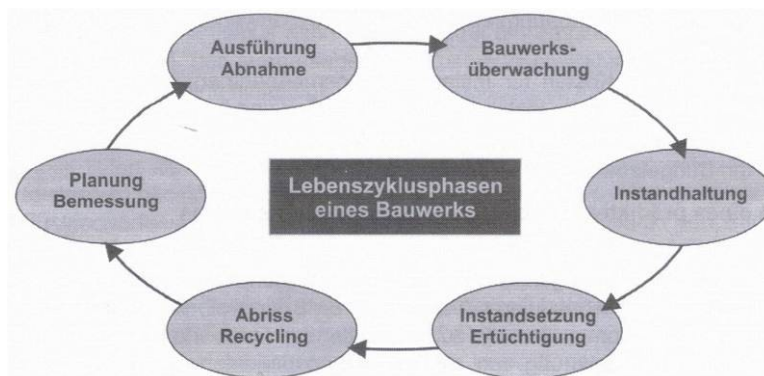 Ausführung
Abnahme
Bauwerks-
überwachung
Planung
Bemessung
Lebenszyklusphasen
eines Bauwerks
Instandhaltung
Abriss
Recycling
Instandsetzung
Ertüchtigung